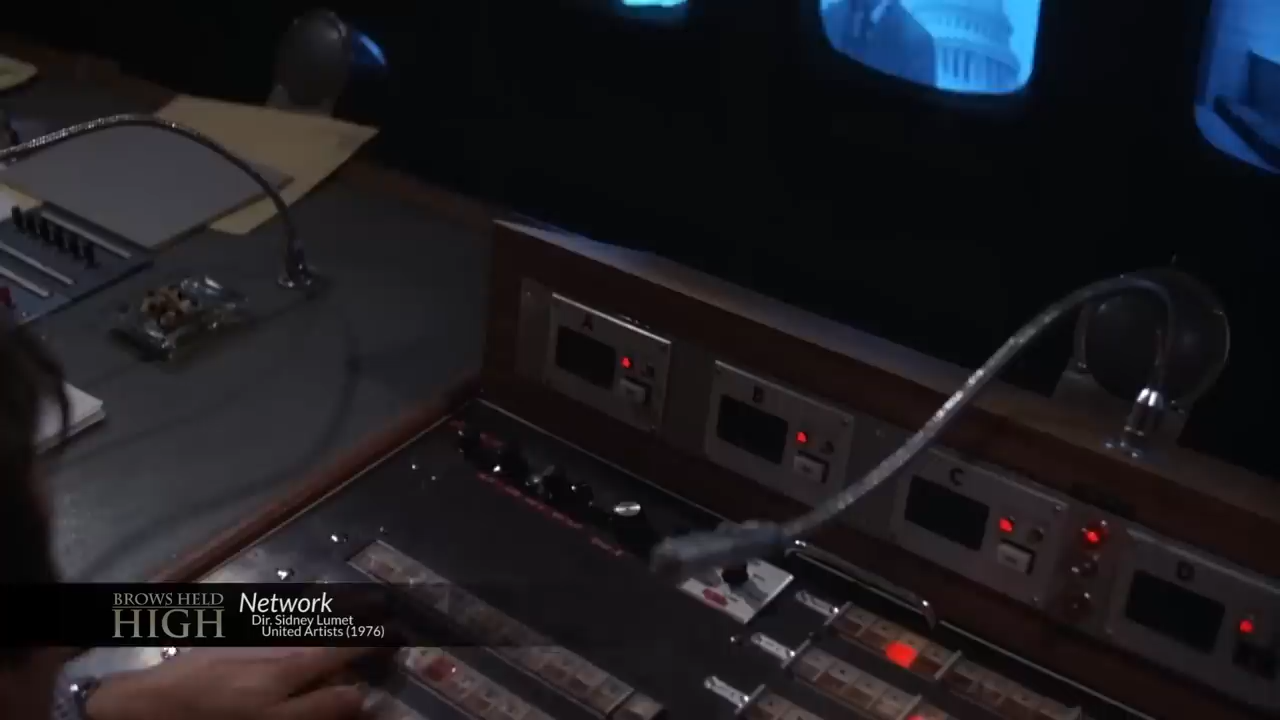 A
B
C
D
BROWS HELD
HIGH
Network
Dir. Sidney Lumet
United Artists (1976)